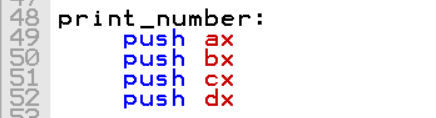 48 print_number:
49 push ax
50 push bx
51 push cx
52 push dx